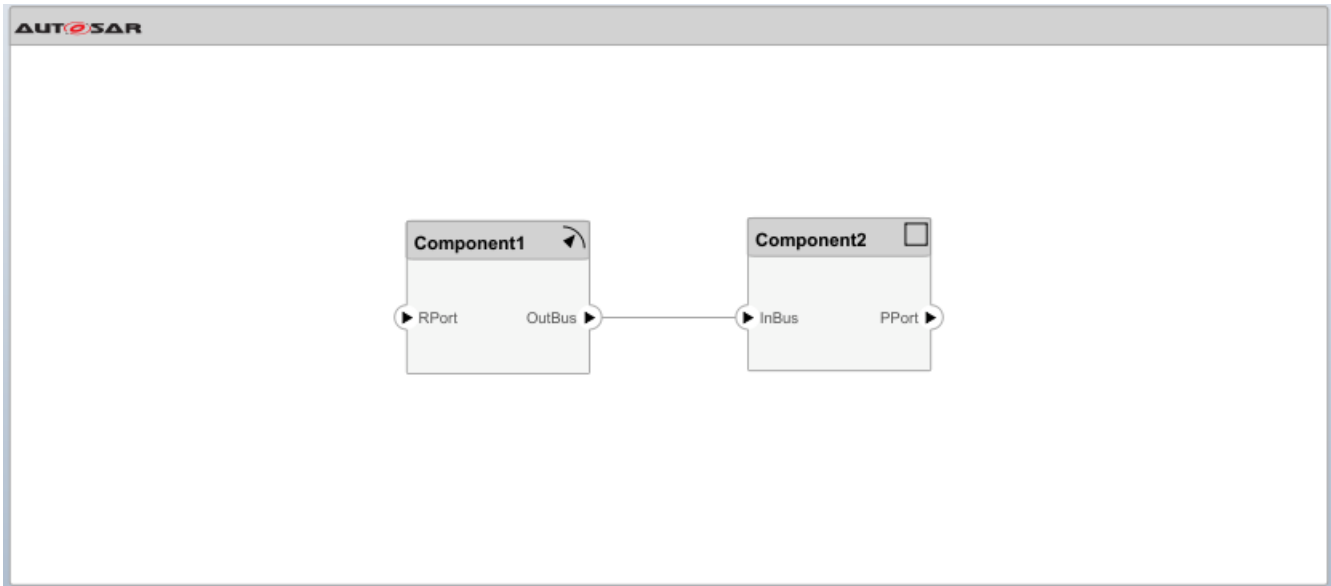 AUTOSAR
Component1
Component2
RPort
OutBus
InBus
PPort